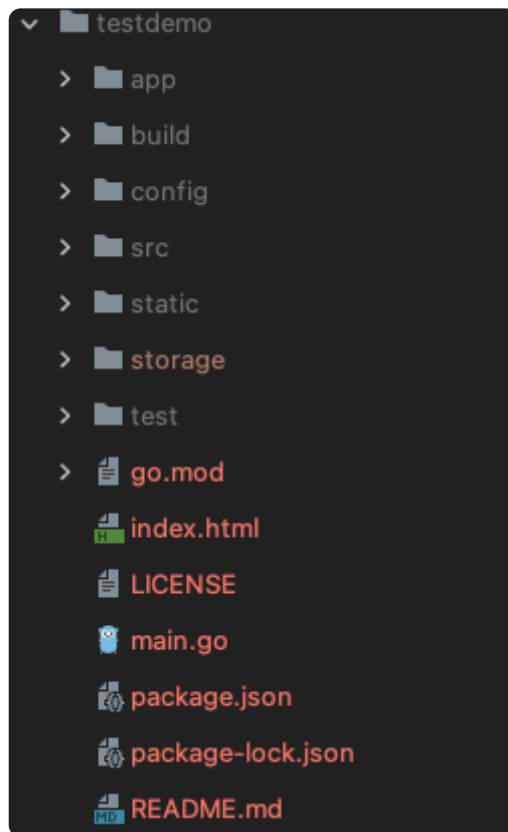 testdemo
app
build
config
src
static
storage
test
go.mod
H index.html
LICENSE
main.go
package.json
package-lock.json
MD README.md